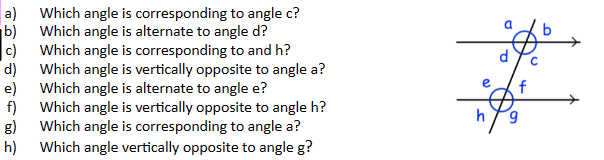 a) Which angle is corresponding to angle c?
b) Which angle is alternate to angle d?
c) Which angle is corresponding to and h?
d) Which angle is vertically opposite to angle a?
e) Which angle is alternate to angle e?
f) Which angle is vertically opposite to angle h?
g) Which angle is corresponding to angle a?
h) Which angle vertically opposite to angle g?
a b
d c
e f
h g